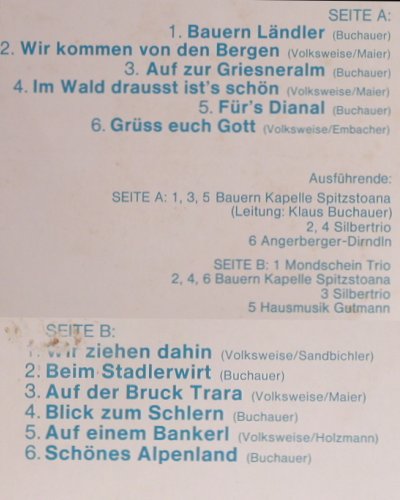 SEITE A:
1. Bauern Ländler (Buchauer)
2. Wir kommen von den Bergen (Volksweise/Maier)
3. Auf zur Griesneralm (Buchauer)
4. Im Wald drausst ist's schön (Volksweise/Maier)
5. Für's Dianal (Buchauer)
6. Grüss euch Gott (Volksweise/Embacher)
Ausführende:
SEITE A: 1, 3, 5 Bauern Kapelle Spitzstoana
(Leitung: Klaus Buchauer)
2, 4 Silbertrio
6 Angerberger-Dirndln
SEITE B: 1 Mondschein Trio
2, 4, 6 Bauern Kapelle Spitzstoana
3 Silbertrio
5 Hausmusik Gutmann
SEITE B:
1. Wir ziehen dahin (Volksweise/Sandbichler)
2. Beim Stadlerwirt (Buchauer)
3. Auf der Bruck Trara (Volksweise/Maier)
4. Blick zum Schlern (Buchauer)
5. Auf einem Bankerl (Volksweise/Holzmann)
6. Schönes Alpenland (Buchauer)